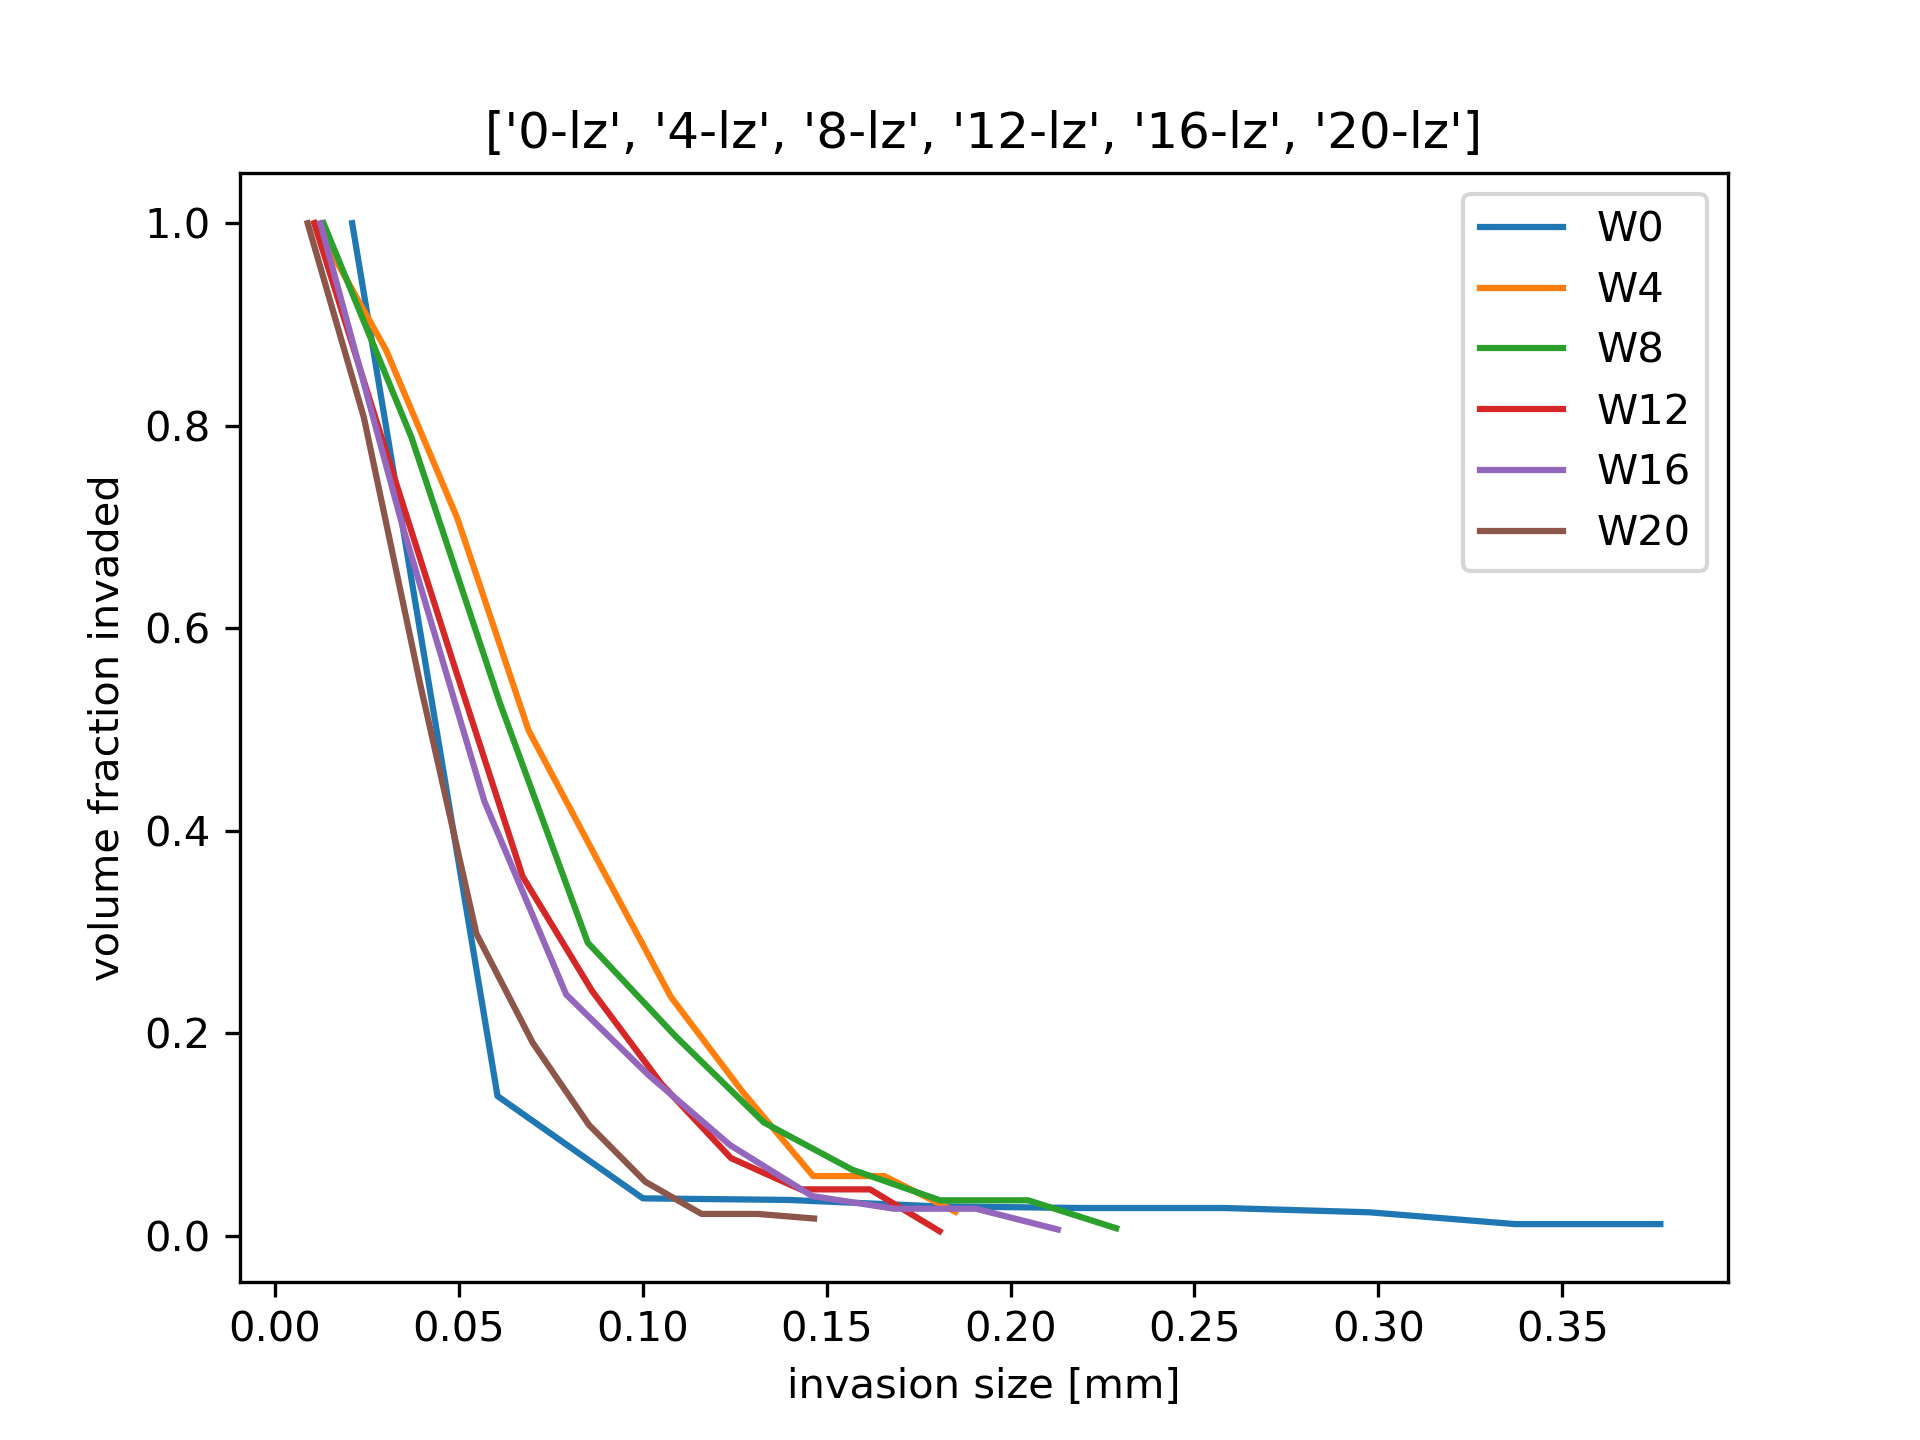 ['0-lz', '4-lz', '8-lz', '12-lz', '16-lz', '20-lz']
W0
W4
W8
W12
W16
W20
1.0
0.8
0.6
0.4
0.2
0.0
volume fraction invaded
0.00 0.05 0.10 0.15 0.20 0.25 0.30 0.35
invasion size [mm]